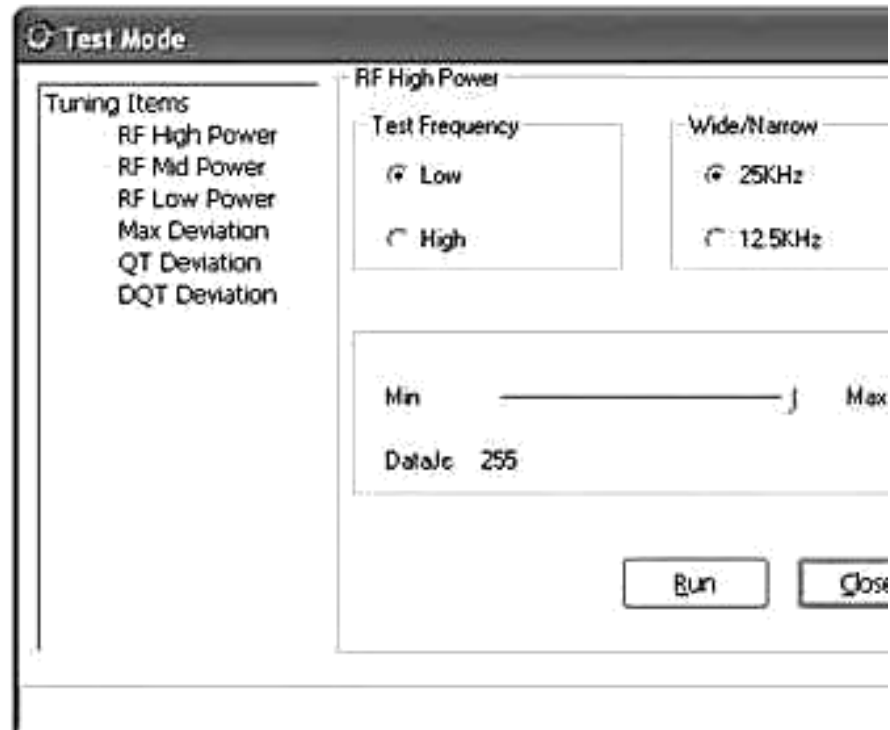 Test Mode
Tuning Items
RF High Power
RF Mid Power
RF Low Power
Max Deviation
QT Deviation
DQT Deviation
RF High Power
Test Frequency
Low
High
Wide/Narrow
25KHz
12.5KHz
Min
Max
255
Run
Close